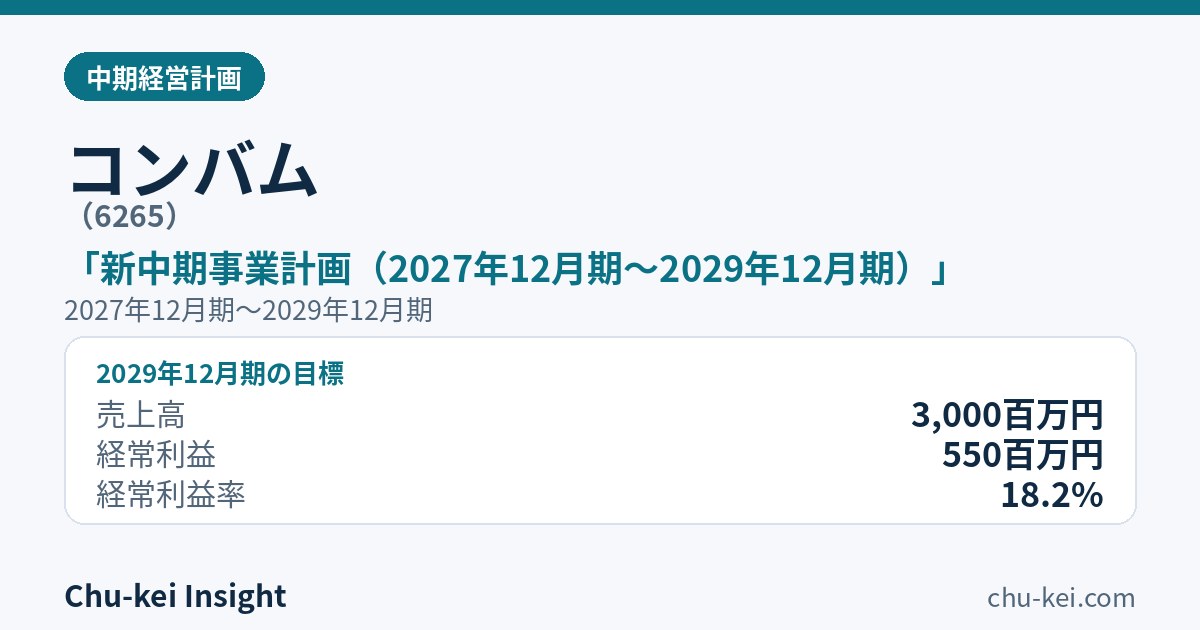 中期経営計画
コンバム
（6265）
「新中期事業計画（2027年12月期～2029年12月期）」
2027年12月期～2029年12月期
2029年12月期の目標
売上高 3,000百万円
経常利益 550百万円
経常利益率 18.2%
Chu-kei Insight chu-kei.com